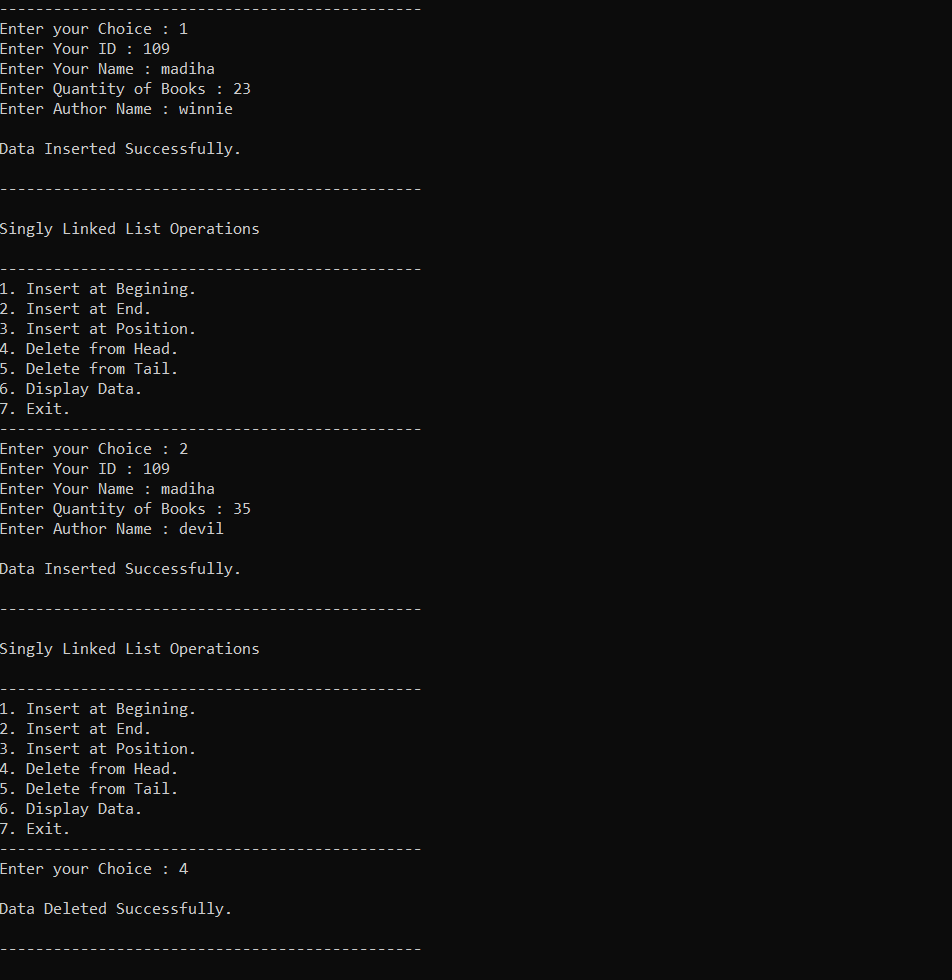 -----------------------------------------------
Enter your Choice : 1
Enter Your ID : 109
Enter Your Name : madiha
Enter Quantity of Books : 23
Enter Author Name : winnie
Data Inserted Successfully.
-----------------------------------------------
Singly Linked List Operations
-----------------------------------------------
1. Insert at Begining.
2. Insert at End.
3. Insert at Position.
4. Delete from Head.
5. Delete from Tail.
6. Display Data.
7. Exit.
-----------------------------------------------
Enter your Choice : 2
Enter Your ID : 109
Enter Your Name : madiha
Enter Quantity of Books : 35
Enter Author Name : devil
Data Inserted Successfully.
-----------------------------------------------
Singly Linked List Operations
-----------------------------------------------
1. Insert at Begining.
2. Insert at End.
3. Insert at Position.
4. Delete from Head.
5. Delete from Tail.
6. Display Data.
7. Exit.
-----------------------------------------------
Enter your Choice : 4
Data Deleted Successfully.
-----------------------------------------------